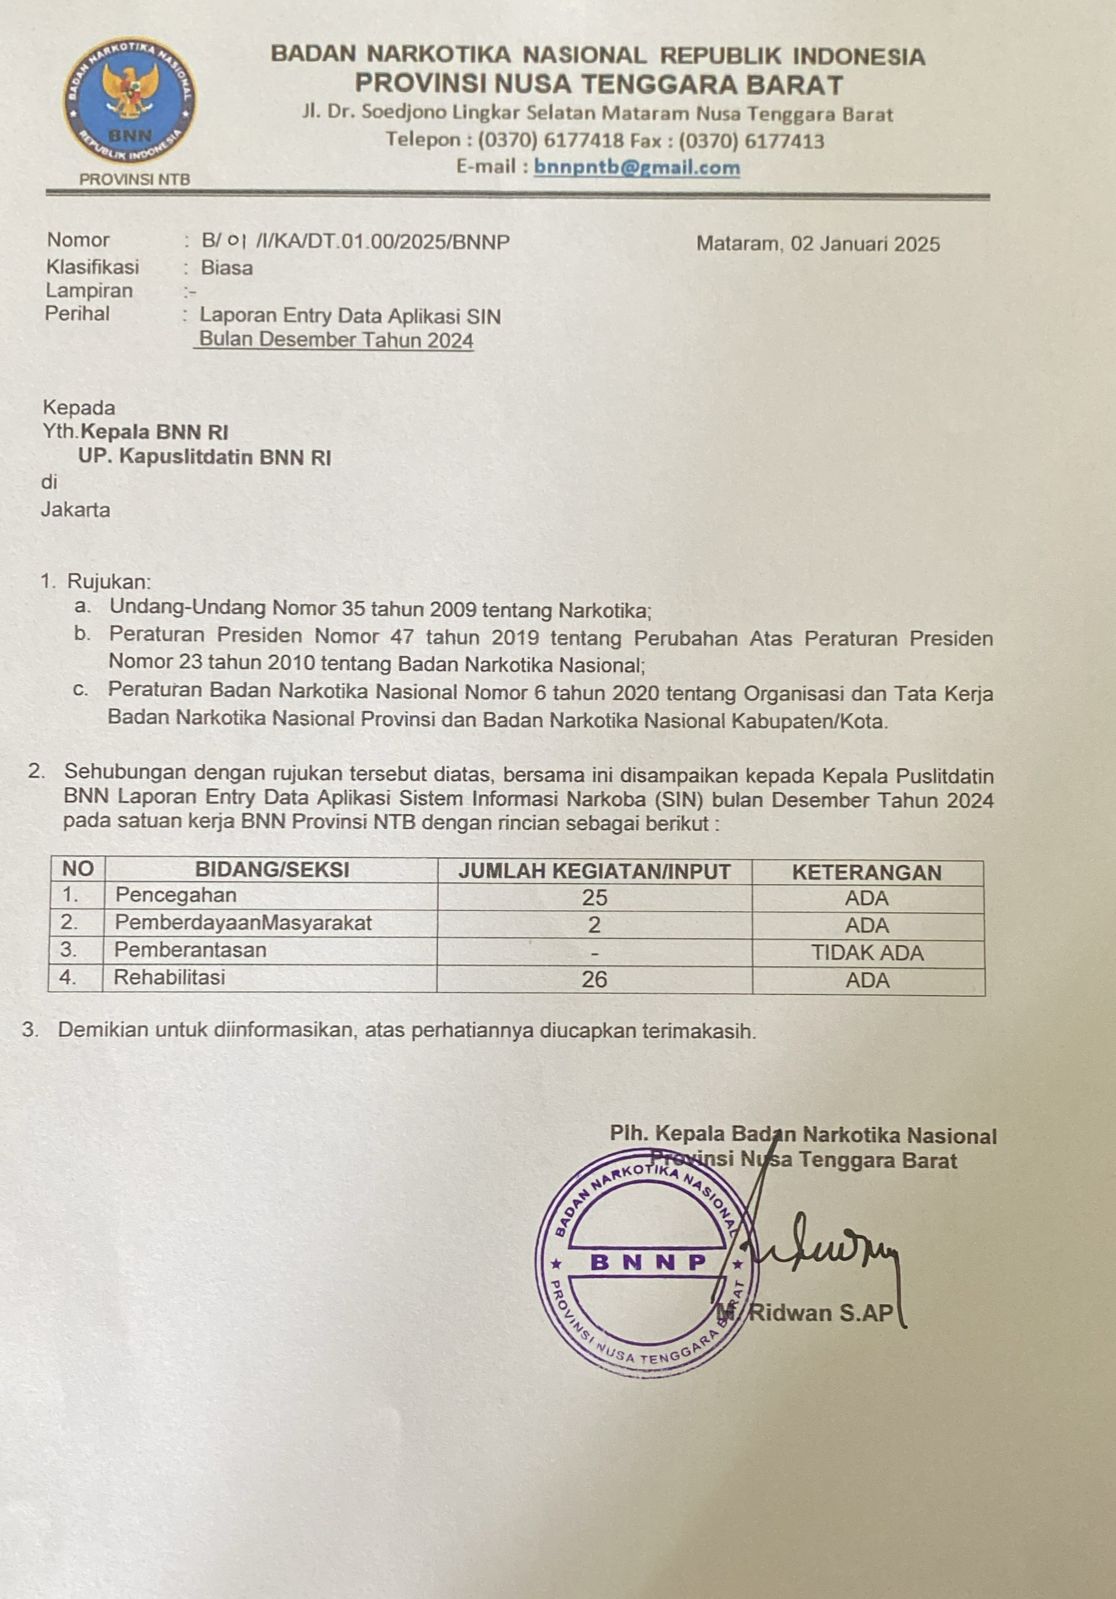 BADAN NARKOTIKA NASIONAL
BNN
REPUBLIK INDONESIA
PROVINSI NTB
BADAN NARKOTIKA NASIONAL REPUBLIK INDONESIA
PROVINSI NUSA TENGGARA BARAT
Jl. Dr. Soedjono Lingkar Selatan Mataram Nusa Tenggara Barat
Telepon : (0370) 6177418 Fax : (0370) 6177413
E-mail : bnnpntb@gmail.com
Nomor : B/ 01 /I/KA/DT.01.00/2025/BNNP Mataram, 02 Januari 2025
Klasifikasi : Biasa
Lampiran :-
Perihal : Laporan Entry Data Aplikasi SIN
Bulan Desember Tahun 2024
Kepada
Yth.Kepala BNN RI
UP. Kapuslitdatin BNN RI
di
Jakarta
1. Rujukan:
a. Undang-Undang Nomor 35 tahun 2009 tentang Narkotika;
b. Peraturan Presiden Nomor 47 tahun 2019 tentang Perubahan Atas Peraturan Presiden
Nomor 23 tahun 2010 tentang Badan Narkotika Nasional;
c. Peraturan Badan Narkotika Nasional Nomor 6 tahun 2020 tentang Organisasi dan Tata Kerja
Badan Narkotika Nasional Provinsi dan Badan Narkotika Nasional Kabupaten/Kota.
2. Sehubungan dengan rujukan tersebut diatas, bersama ini disampaikan kepada Kepala Puslitdatin
BNN Laporan Entry Data Aplikasi Sistem Informasi Narkoba (SIN) bulan Desember Tahun 2024
pada satuan kerja BNN Provinsi NTB dengan rincian sebagai berikut :
NO BIDANG/SEKSI JUMLAH KEGIATAN/INPUT KETERANGAN
1. Pencegahan 25 ADA
2. PemberdayaanMasyarakat 2 ADA
3. Pemberantasan - TIDAK ADA
4. Rehabilitasi 26 ADA
3. Demikian untuk diinformasikan, atas perhatiannya diucapkan terimakasih.
Plh. Kepala Badan Narkotika Nasional
Provinsi Nusa Tenggara Barat
BADAN NARKOTIKA NASIONAL
B N N P
PROVINSI NUSA TENGGARA BARAT
M. Ridwan S.AP